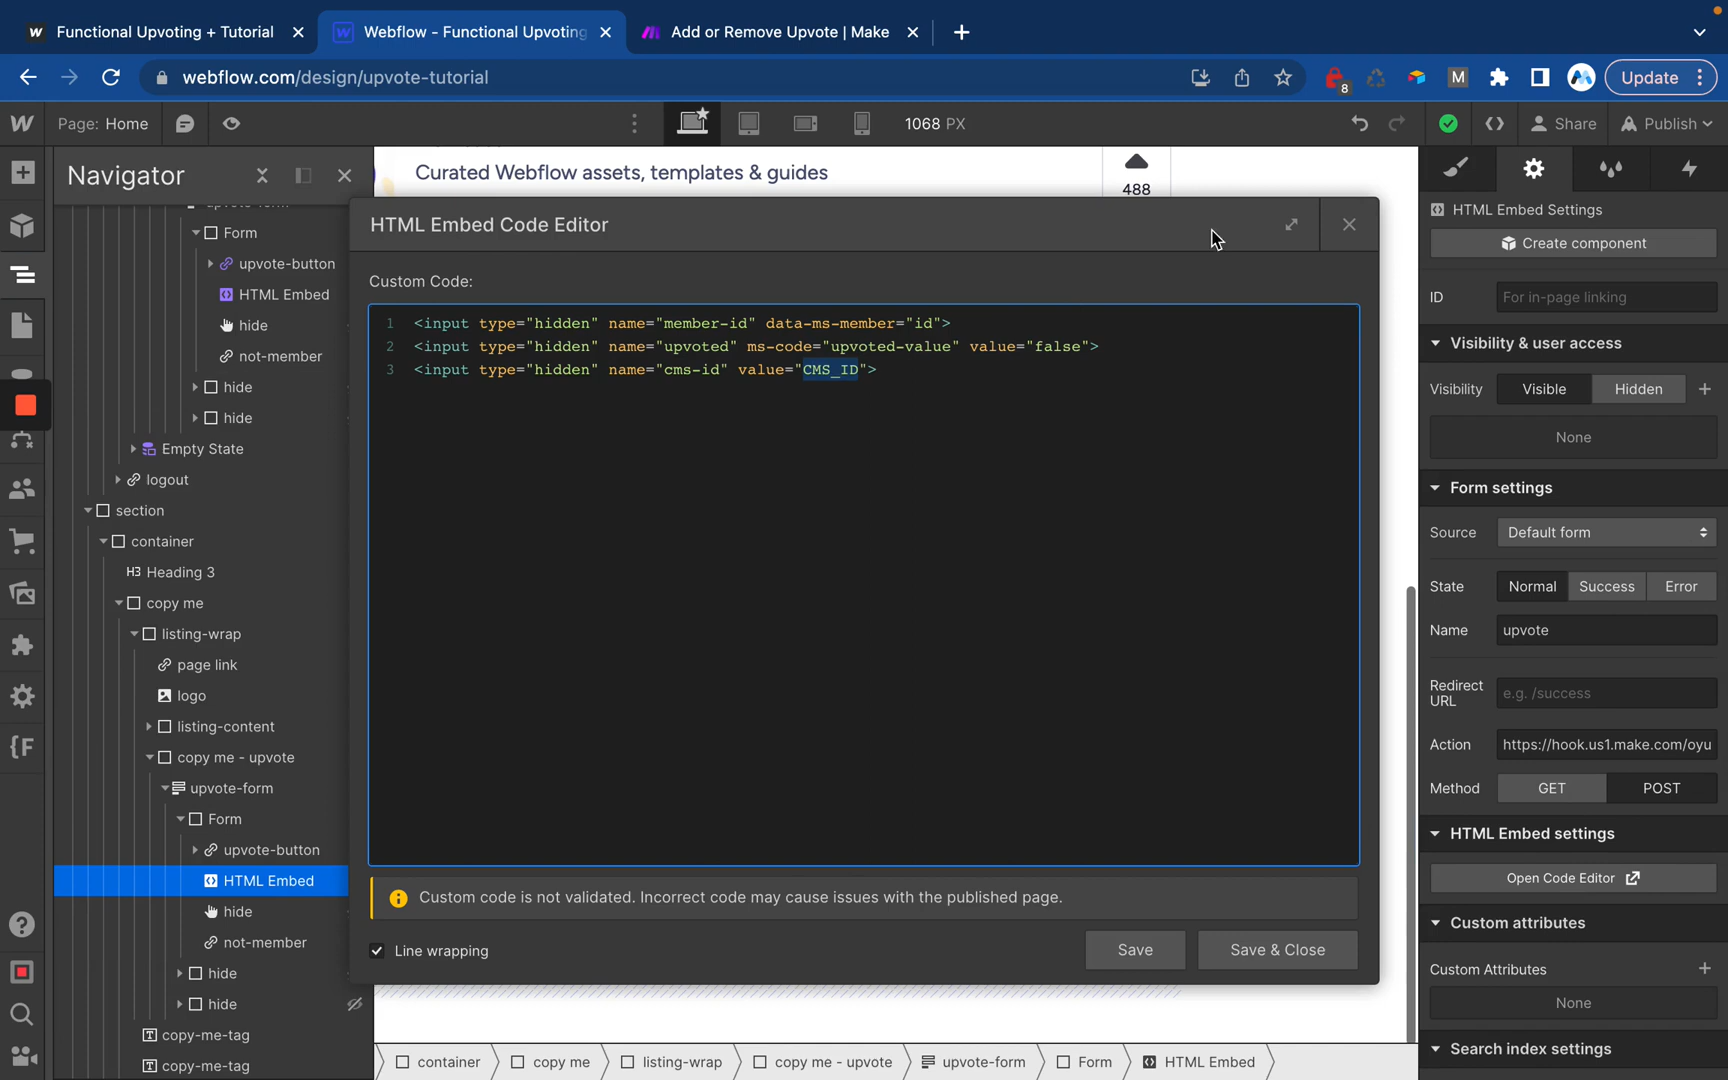 Functional Upvoting + Tutorial
Webflow - Functional Upvoting
Add or Remove Upvote | Make
webflow.com/design/upvote-tutorial
8
M
Update
W
Page: Home
1068 PX
Share
Publish
Navigator
Form
upvote-button
HTML Embed
hide
not-member
hide
hide
Empty State
logout
section
container
H3 Heading 3
copy me
listing-wrap
page link
logo
listing-content
copy me - upvote
upvote-form
Form
upvote-button
HTML Embed
hide
not-member
hide
hide
copy-me-tag
copy-me-tag
Curated Webflow assets, templates & guides
488
HTML Embed Code Editor
Custom Code:
1 <input type="hidden" name="member-id" data-ms-member="id">
2 <input type="hidden" name="upvoted" ms-code="upvoted-value" value="false">
3 <input type="hidden" name="cms-id" value="CMS_ID">
Custom code is not validated. Incorrect code may cause issues with the published page.
Line wrapping
Save
Save & Close
container
copy me
listing-wrap
copy me - upvote
upvote-form
Form
HTML Embed
HTML Embed Settings
Create component
ID
For in-page linking
Visibility & user access
Visibility
Visible
Hidden
None
Form settings
Source
Default form
State
Normal
Success
Error
Name
upvote
Redirect
URL
e.g. /success
Action
https://hook.us1.make.com/oyu
Method
GET
POST
HTML Embed settings
Open Code Editor
Custom attributes
Custom Attributes
None
Search index settings